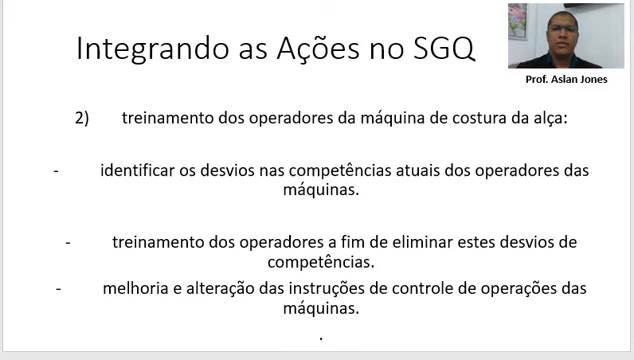 Integrando as Ações no SGQ
Prof. Aslan Jones
2) treinamento dos operadores da máquina de costura da alça:
- identificar os desvios nas competências atuais dos operadores das
máquinas.
- treinamento dos operadores a fim de eliminar estes desvios de
competências.
- melhoria e alteração das instruções de controle de operações das
máquinas.
.